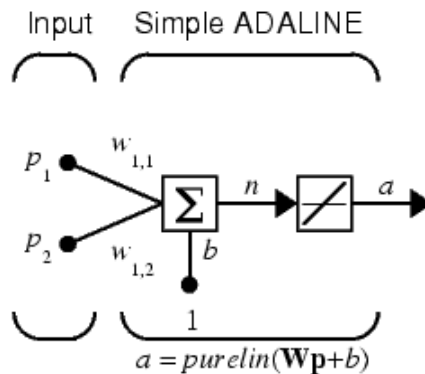 Input Simple ADALINE
p1 w1,1
n a
p2 w1,2 b
1
a = purelin(Wp+b)